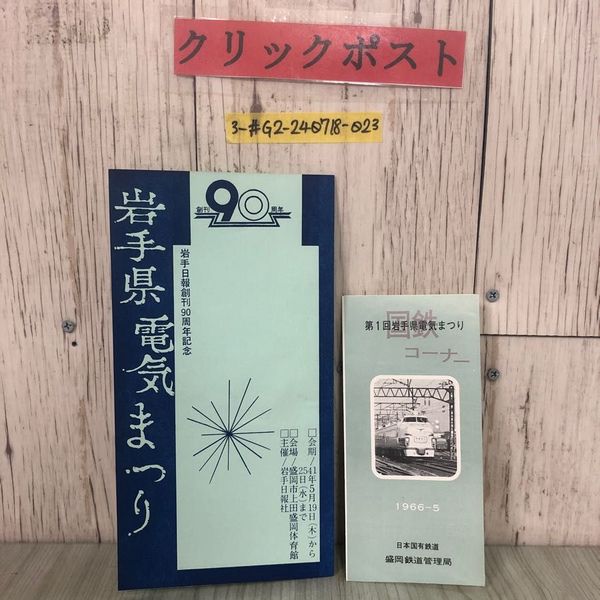 クリックポスト
3-#G2-240718-023
創刊90周年
岩手県電気まつり
岩手日報創刊90周年記念
□会期/41年5月19日(木)から
25日(水)まで
□会場/盛岡市上田盛岡体育館
□主催/岩手日報社
第1回岩手県電気まつり
国鉄
コーナー
1966-5
日本国有鉄道
盛岡鉄道管理局